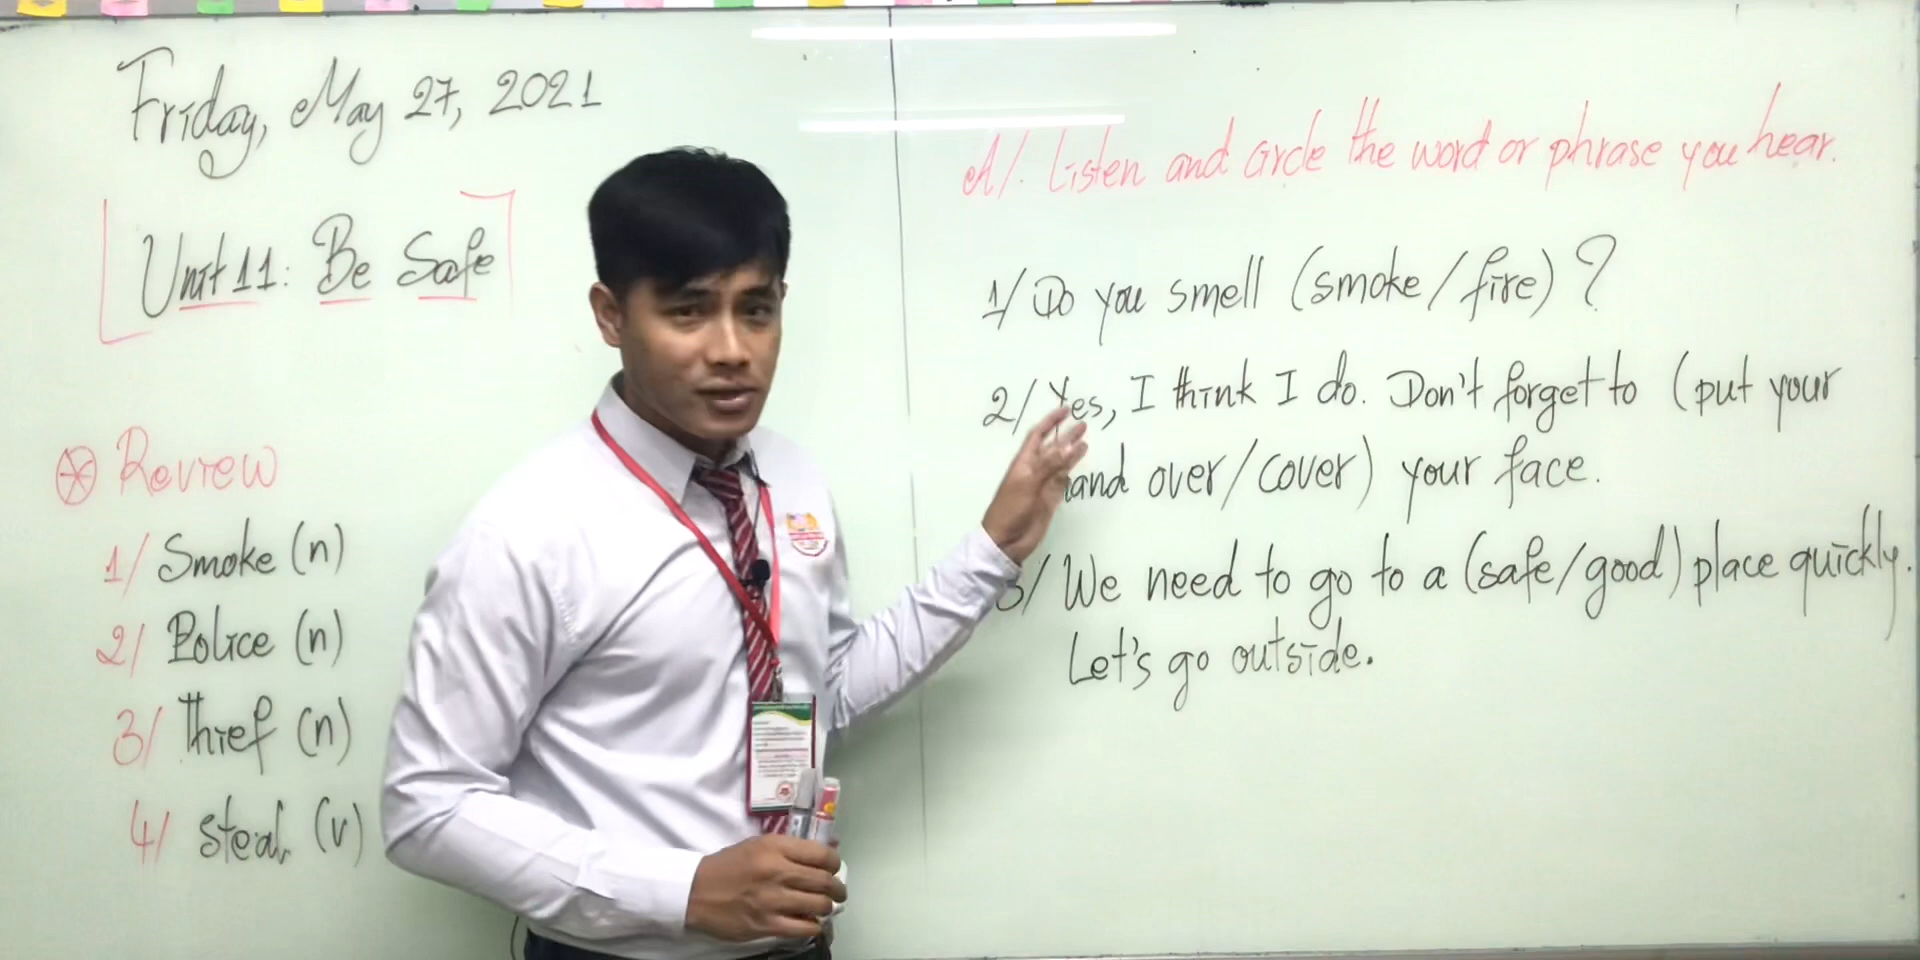 Friday, May 27, 2021
Unit 11: Be Safe
Review
1/ Smoke (n)
2/ Police (n)
3/ Thief (n)
4/ Steal (v)
A/. Listen and circle the word or phrase you hear.
1/ Do you smell (smoke/fire)?
2/ Yes, I think I do. Don't forget to (put your
hand over/cover) your face.
3/ We need to go to a (safe/good) place quickly.
Let's go outside.